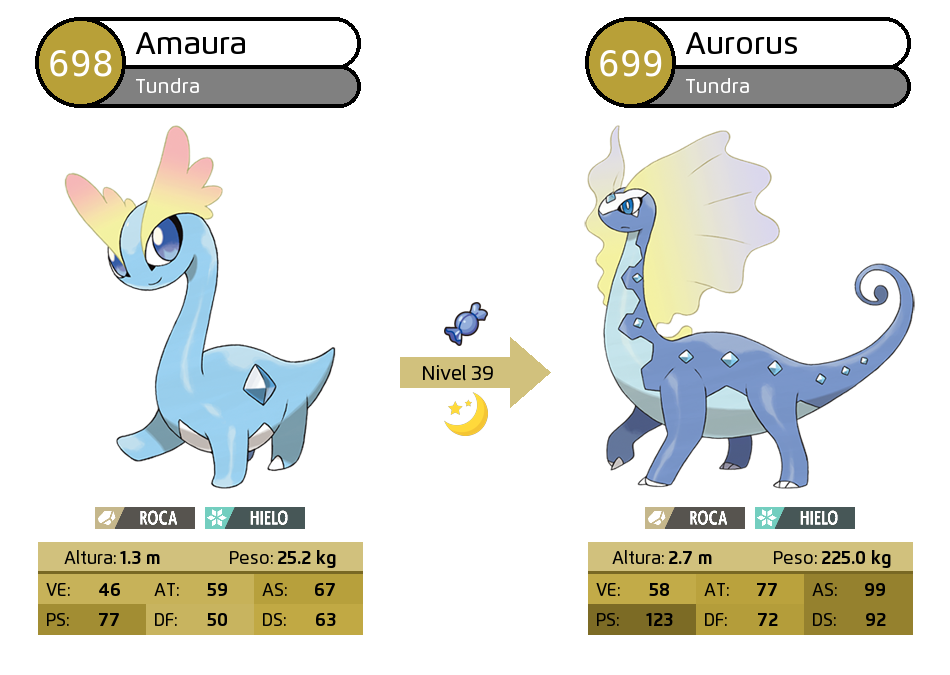 698
Amaura
Tundra
ROCA
HIELO
Altura: 1.3 m
Peso: 25.2 kg
VE: 46 AT: 59 AS: 67
PS: 77 DF: 50 DS: 63
Nivel 39
699
Aurorus
Tundra
ROCA
HIELO
Altura: 2.7 m
Peso: 225.0 kg
VE: 58 AT: 77 AS: 99
PS: 123 DF: 72 DS: 92